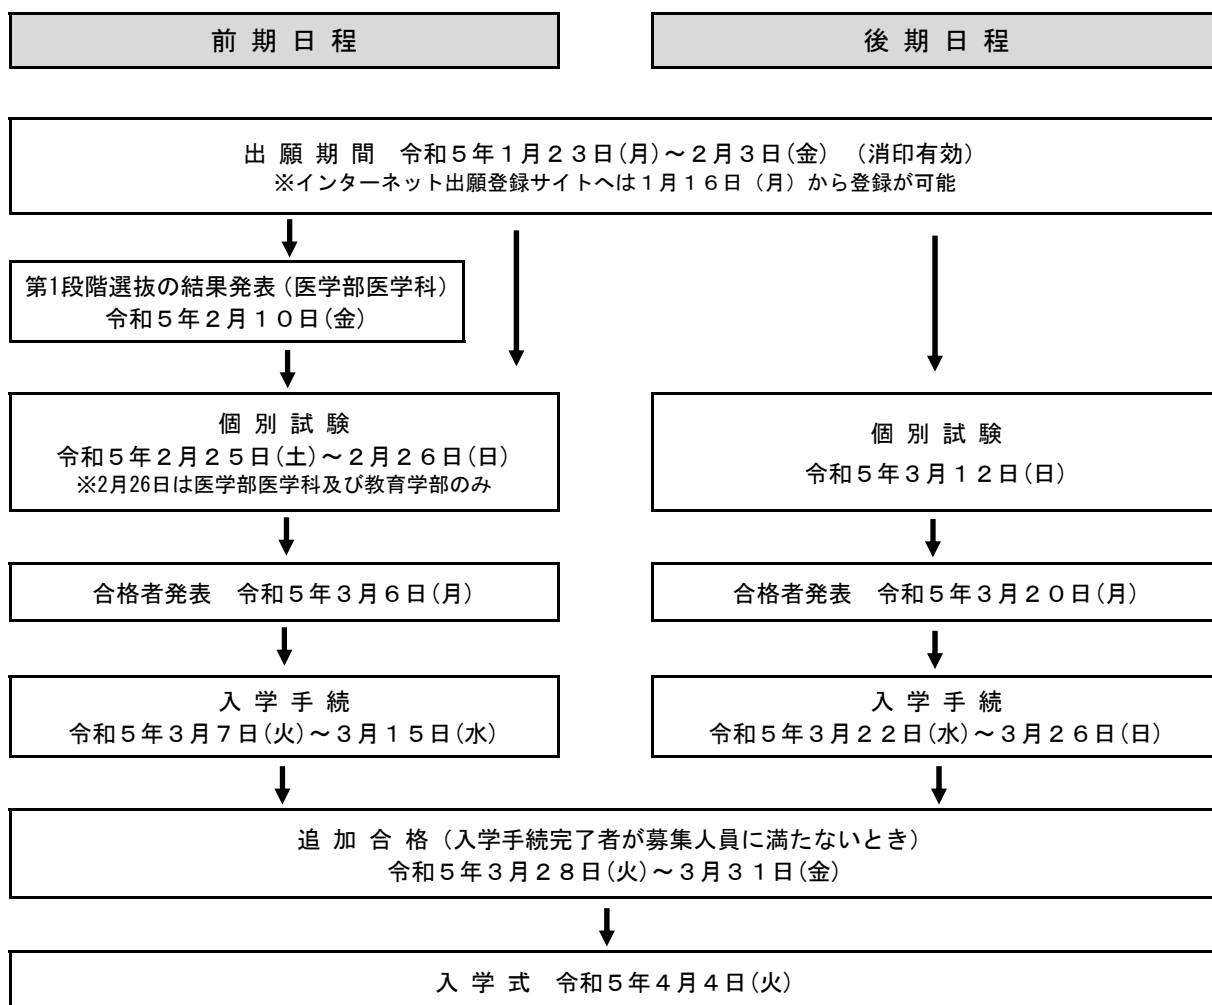 前 期 日 程
後 期 日 程
出 願 期 間　令和５年１月２３日(月)～２月３日(金)　(消印有効)
※インターネット出願登録サイトへは１月１６日（月）から登録が可能
第1段階選抜の結果発表（医学部医学科）
令和５年２月１０日(金)
個 別 試 験
令和５年２月２５日(土)～２月２６日(日)
※2月26日は医学部医学科及び教育学部のみ
個 別 試 験
令和５年３月１２日(日)
合格者発表　令和５年３月６日(月)
合格者発表　令和５年３月２０日(月)
入 学 手 続
令和５年３月７日(火)～３月１５日(水)
入 学 手 続
令和５年３月２２日(水)～３月２６日(日)
追 加 合 格（入学手続完了者が募集人員に満たないとき）
令和５年３月２８日(火)～３月３１日(金)
入 学 式　令和５年４月４日(火)